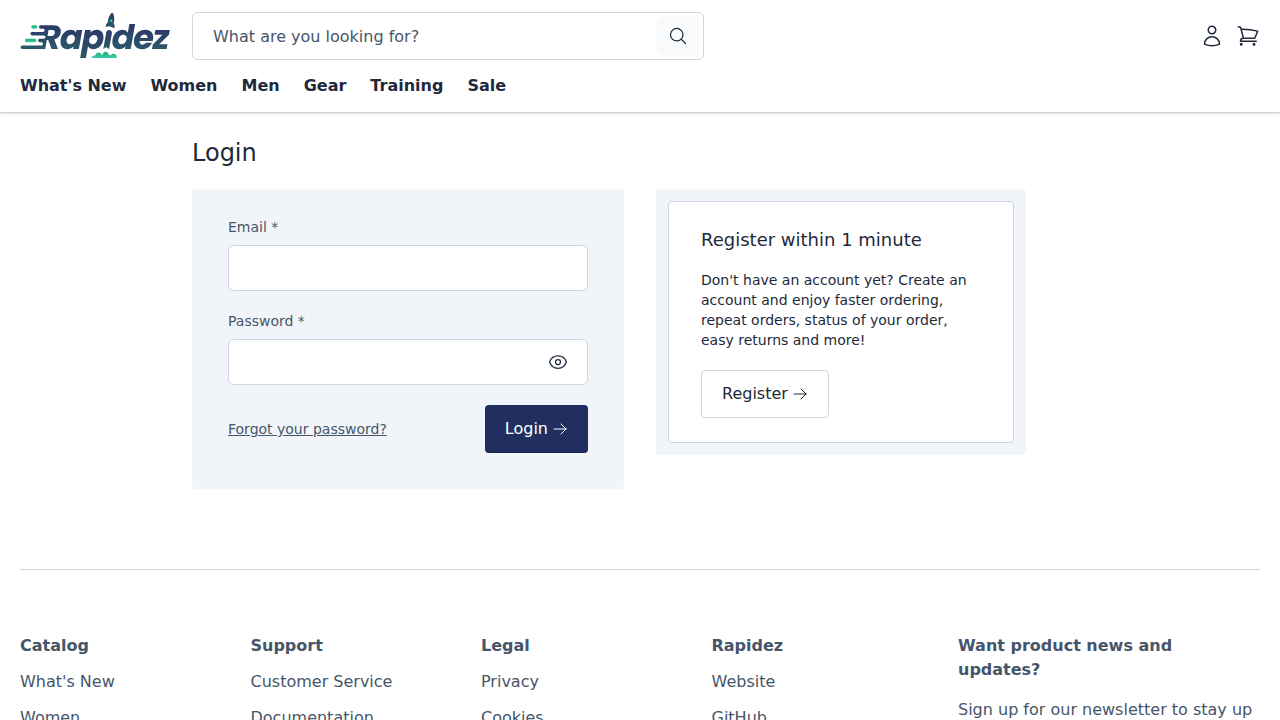 Rapidez
What are you looking for?
What's New
Women
Men
Gear
Training
Sale
Login
Email *
Password *
Forgot your password?
Login
Register within 1 minute
Don't have an account yet? Create an
account and enjoy faster ordering,
repeat orders, status of your order,
easy returns and more!
Register
Catalog
What's New
Women
Support
Customer Service
Documentation
Legal
Privacy
Cookies
Rapidez
Website
GitHub
Want product news and
updates?
Sign up for our newsletter to stay up